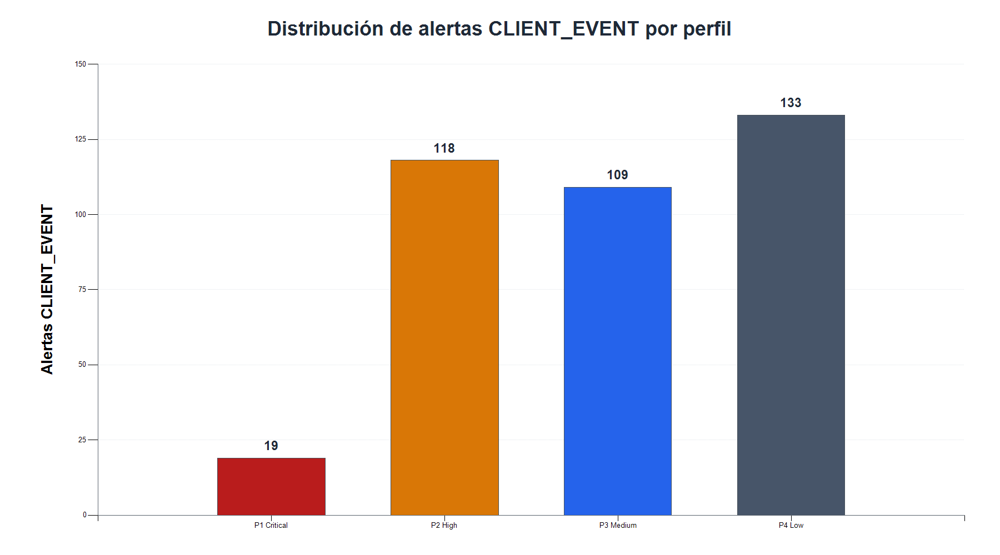 Distribución de alertas CLIENT_EVENT por perfil
Alertas CLIENT_EVENT
150
125
100
75
50
25
0
19
118
109
133
P1 Critical
P2 High
P3 Medium
P4 Low